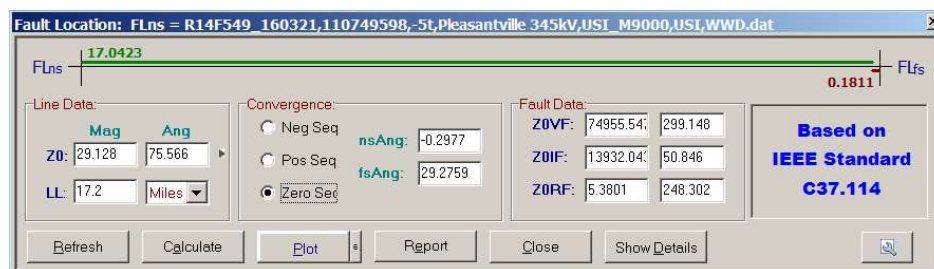 Fault Location: FLns = R14F549_160321,110749598,-5t,Pleasantville 345kV,USI_M9000,USI,WWD.dat
17.0423
FLns
FLfs
0.1811
Line Data:
Mag Ang
Z0: 29.128 75.566
LL: 17.2 Miles
Convergence:
Neg Seq
Pos Seq
Zero Seq
nsAng: -0.2977
fsAng: 29.2759
Fault Data:
Z0VF: 74955.54 299.148
Z0IF: 13932.04 50.846
Z0RF: 5.3801 248.302
Based on
IEEE Standard
C37.114
Refresh Calculate Plot Report Close Show Details